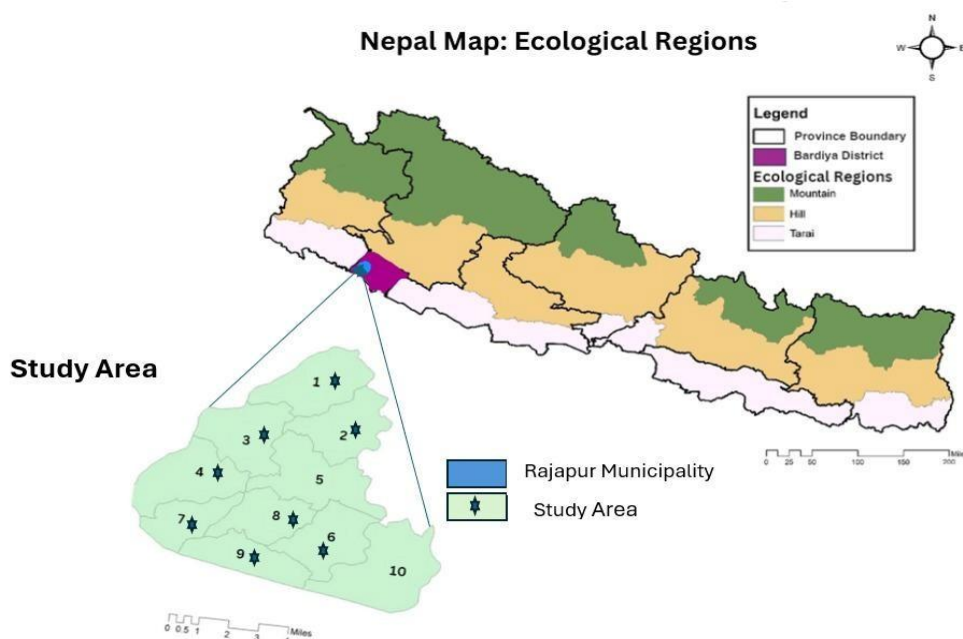 Nepal Map: Ecological Regions
N
W
E
S
Legend
Province Boundary
Bardiya District
Ecological Regions
Mountain
Hill
Tarai
Study Area
1
2
3
4
5
7
8
6
9
10
Rajapur Municipality
Study Area
0 25 50 100 150 200
0 0.5 1 2 3
Miles